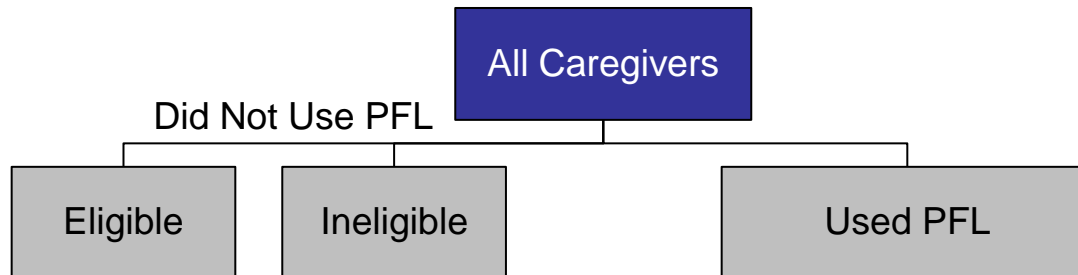 All Caregivers
Did Not Use PFL
Eligible
Ineligible
Used PFL